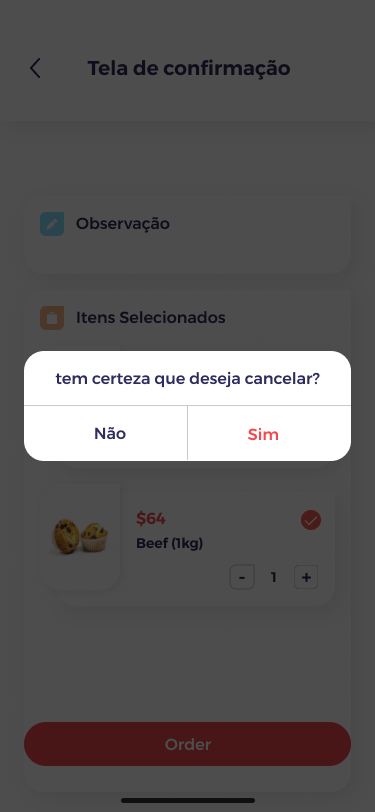 Tela de confirmação
Observação
Itens Selecionados
tem certeza que deseja cancelar?
Não
Sim
$64
Beef (1kg)
- 1 +
Order